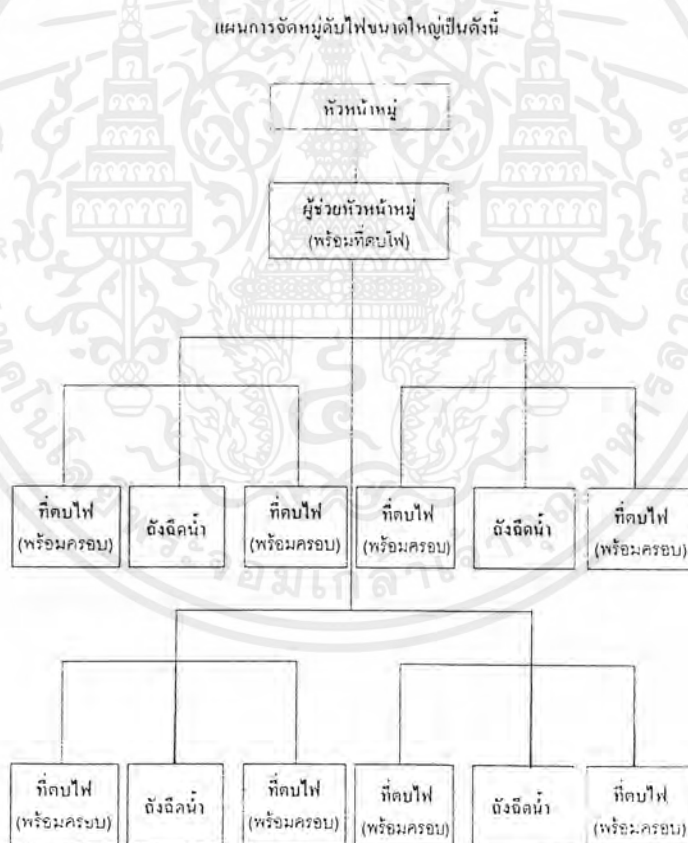 แผนการจัดหมู่ดับไฟขนาดใหญ่เป็นดังนี้
หัวหน้าหมู่
ผู้ช่วยหัวหน้าหมู่
(พร้อมที่ตบไฟ)
ที่ตบไฟ
(พร้อมครอบ)
ถังฉีดน้ำ
ที่ตบไฟ
(พร้อมครอบ)
ที่ตบไฟ
(พร้อมครอบ)
ถังฉีดน้ำ
ที่ตบไฟ
(พร้อมครอบ)
ที่ตบไฟ
(พร้อมครอบ)
ถังฉีดน้ำ
ที่ตบไฟ
(พร้อมครอบ)
ที่ตบไฟ
(พร้อมครอบ)
ถังฉีดน้ำ
ที่ตบไฟ
(พร้อมครอบ)